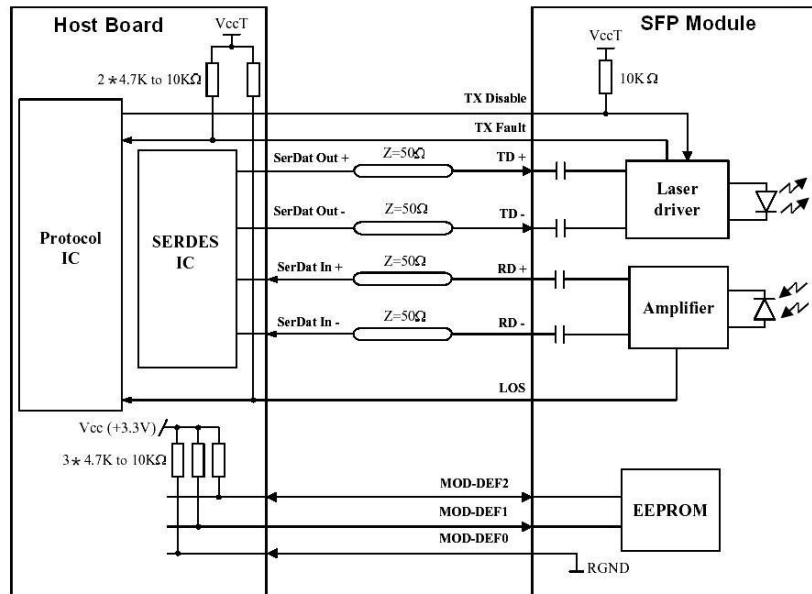 Host Board
SFP Module
VccT
VccT
2*4.7K to 10KΩ
10KΩ
TX Disable
TX Fault
SerDat Out +
Z=50Ω
TD +
Laser driver
SerDat Out -
Z=50Ω
TD -
Protocol IC
SERDES IC
SerDat In +
Z=50Ω
RD +
Amplifier
SerDat In -
Z=50Ω
RD -
LOS
Vcc (+3.3V)
3*4.7K to 10KΩ
MOD-DEF2
EEPROM
MOD-DEF1
MOD-DEF0
RGND